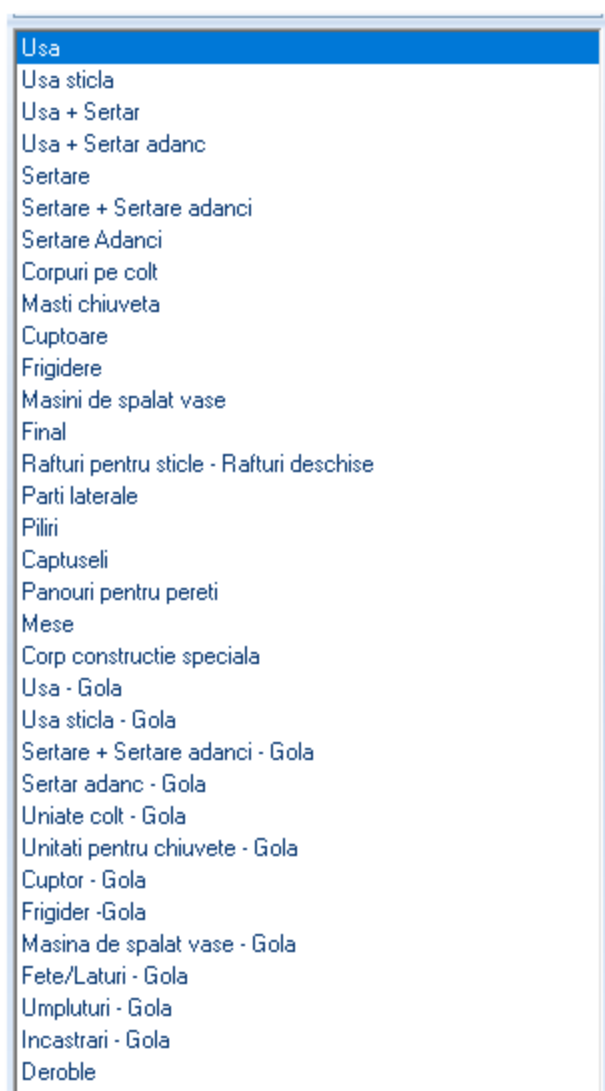 Usa
Usa sticla
Usa + Sertar
Usa + Sertar adanc
Sertare
Sertare + Sertare adanci
Sertare Adanci
Corpuri pe colt
Masti chiuveta
Cuptoare
Frigidere
Masini de spalat vase
Final
Rafturi pentru sticle - Rafturi deschise
Parti laterale
Piliri
Captuseli
Panouri pentru pereti
Mese
Corp constructie speciala
Usa - Gola
Usa sticla - Gola
Sertare + Sertare adanci - Gola
Sertar adanc - Gola
Uniate colt - Gola
Unitati pentru chiuvete - Gola
Cuptor - Gola
Frigider -Gola
Masina de spalat vase - Gola
Fete/Laturi - Gola
Umpluturi - Gola
Incastrari - Gola
Deroble